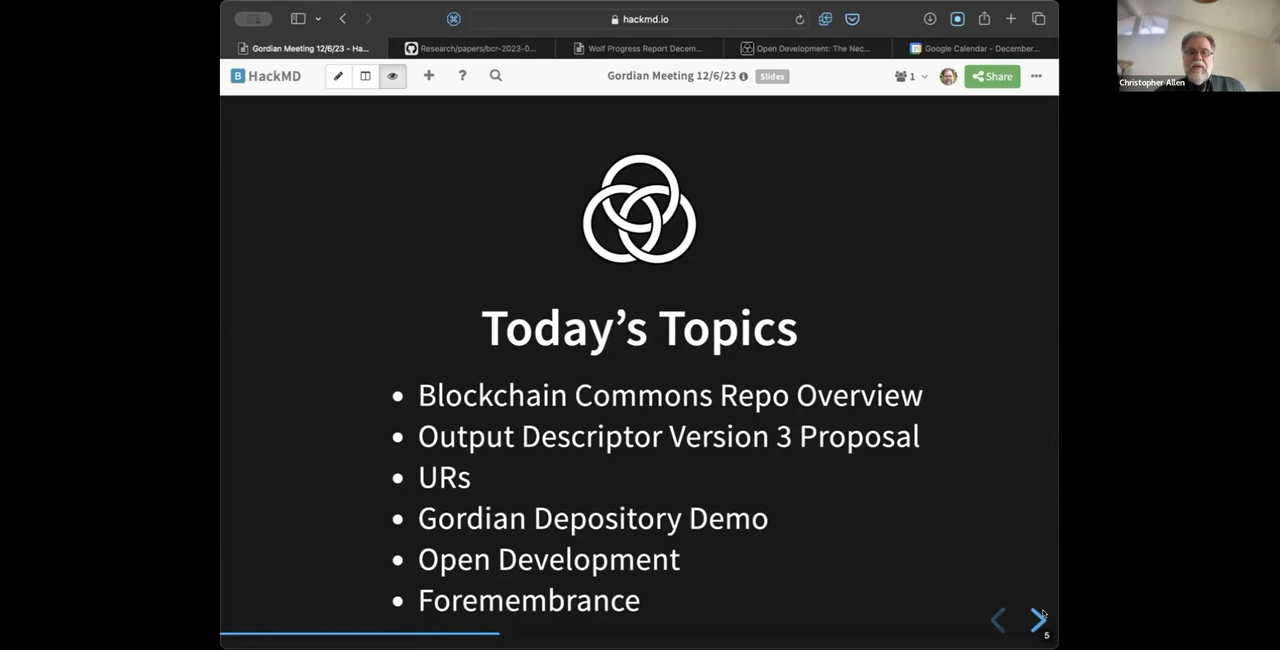 hackmd.io
Gordian Meeting 12/6/23 - Ha...
Research/papers/bcr-2023-0...
Wolf Progress Report Decem...
Open Development: The Nec...
Google Calendar - December...
B HackMD
?
Gordian Meeting 12/6/23
Slides
1
Share
Christopher Allen
Today’s Topics
• Blockchain Commons Repo Overview
• Output Descriptor Version 3 Proposal
• URs
• Gordian Depository Demo
• Open Development
• Foremembrance
5